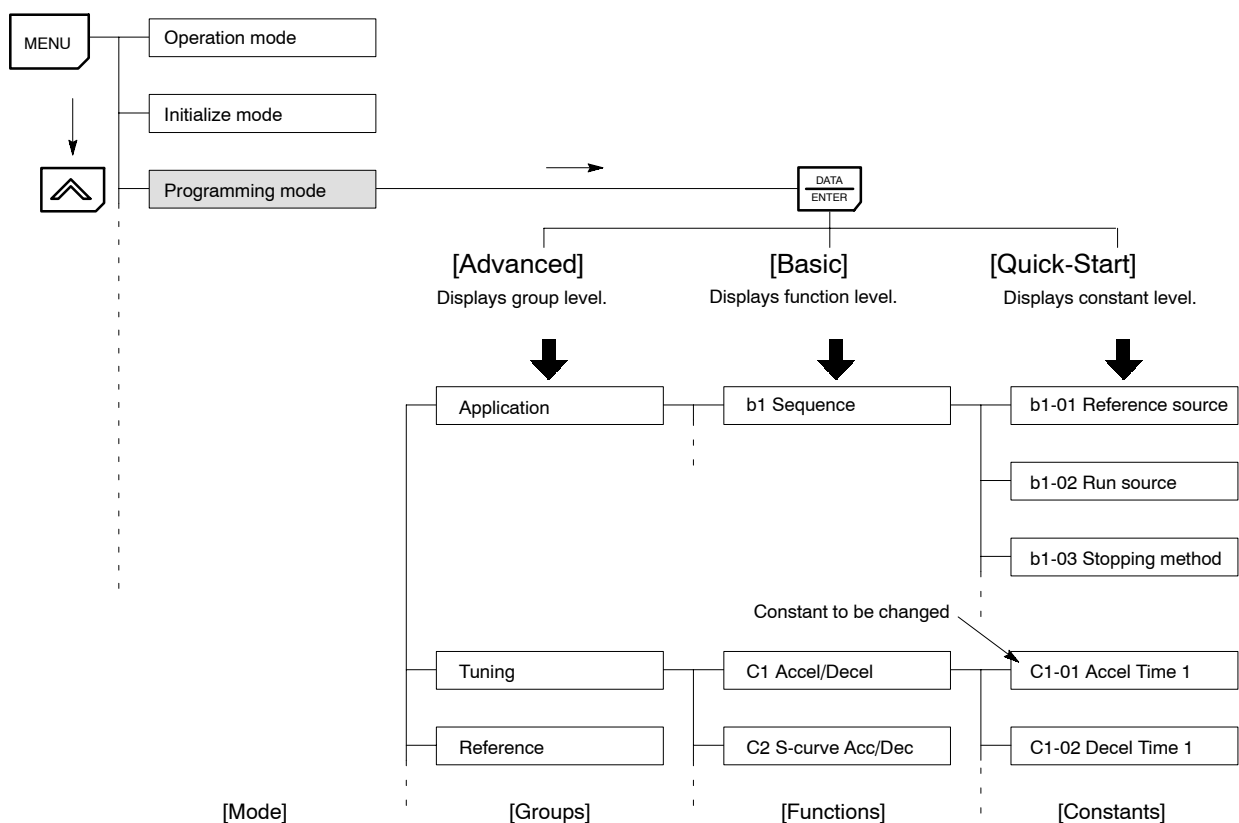 MENU
Operation mode
Initialize mode
Programming mode
DATA
ENTER
[Advanced]
Displays group level.
[Basic]
Displays function level.
[Quick-Start]
Displays constant level.
Application
b1 Sequence
b1-01 Reference source
b1-02 Run source
b1-03 Stopping method
Constant to be changed
Tuning
C1 Accel/Decel
C1-01 Accel Time 1
Reference
C2 S-curve Acc/Dec
C1-02 Decel Time 1
[Mode]
[Groups]
[Functions]
[Constants]